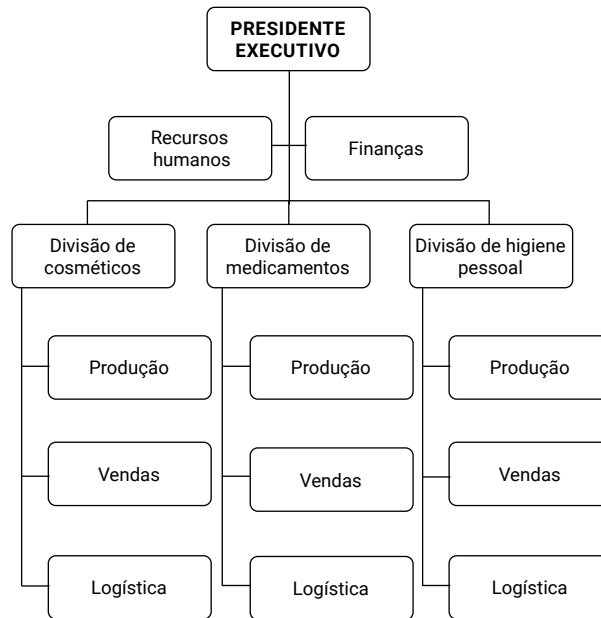 PRESIDENTE
EXECUTIVO
Recursos
humanos
Finanças
Divisão de
cosméticos
Divisão de
medicamentos
Divisão de higiene
pessoal
Produção
Produção
Produção
Vendas
Vendas
Vendas
Logística
Logística
Logística